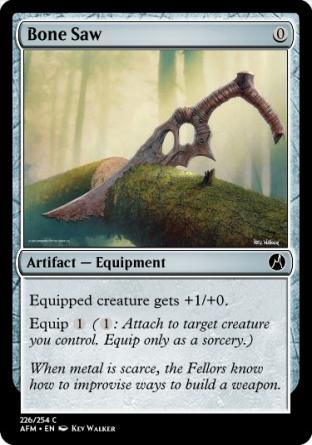 Bone Saw 0
Kev Walker
Artifact — Equipment
Equipped creature gets +1/+0.
Equip 1 (1: Attach to target creature
you control. Equip only as a sorcery.)
When metal is scarce, the Fellors know
how to improvise ways to build a weapon.
226/254 C
AFM • EN Kev Walker